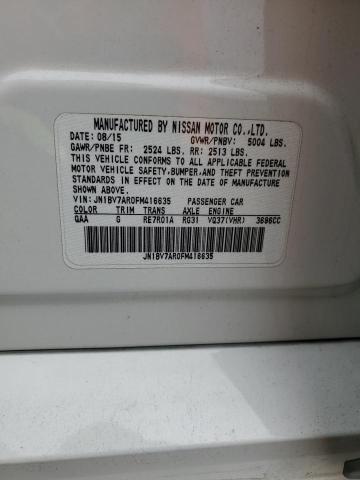 MANUFACTURED BY NISSAN MOTOR CO.,LTD.
DATE: 08/15 GVWR/PNBV: 5004 LBS.
GAWR/PNBE FR: 2524 LBS. RR: 2513 LBS.
THIS VEHICLE CONFORMS TO ALL APPLICABLE FEDERAL
MOTOR VEHICLE SAFETY,BUMPER,AND THEFT PREVENTION
STANDARDS IN EFFECT ON THE DATE OF MANUFACTURE
SHOWN ABOVE.
VIN:JN1BV7AR0FM416635 PASSENGER CAR
COLOR TRIM TRANS AXLE ENGINE
QAA G RE7R01A RG31 VQ37(VHR) 3696CC
JN1BV7AR0FM416635